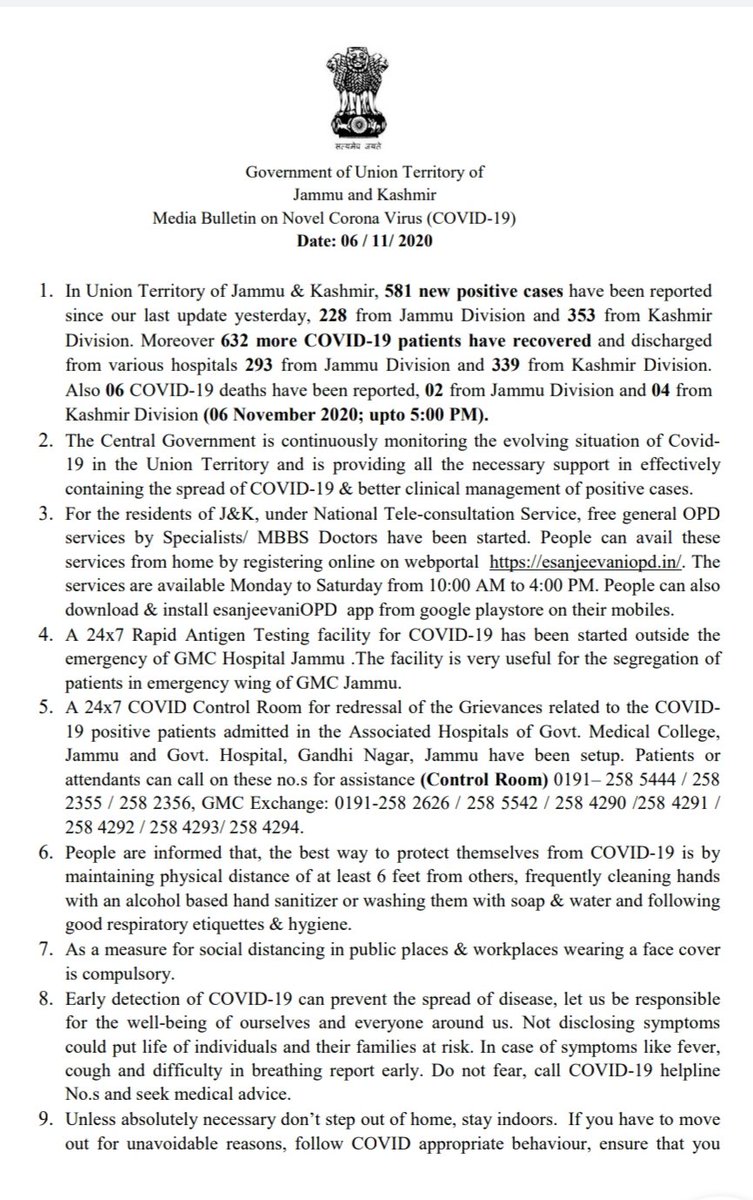 सत्यमेव जयते
Government of Union Territory of
Jammu and Kashmir
Media Bulletin on Novel Corona Virus (COVID-19)
Date: 06 / 11/ 2020
1. In Union Territory of Jammu & Kashmir, 581 new positive cases have been reported
since our last update yesterday, 228 from Jammu Division and 353 from Kashmir
Division. Moreover 632 more COVID-19 patients have recovered and discharged
from various hospitals 293 from Jammu Division and 339 from Kashmir Division.
Also 06 COVID-19 deaths have been reported, 02 from Jammu Division and 04 from
Kashmir Division (06 November 2020; upto 5:00 PM).
2. The Central Government is continuously monitoring the evolving situation of Covid-
19 in the Union Territory and is providing all the necessary support in effectively
containing the spread of COVID-19 & better clinical management of positive cases.
3. For the residents of J&K, under National Tele-consultation Service, free general OPD
services by Specialists/ MBBS Doctors have been started. People can avail these
services from home by registering online on webportal https://esanjeevaniopd.in/. The
services are available Monday to Saturday from 10:00 AM to 4:00 PM. People can also
download & install esanjeevaniOPD app from google playstore on their mobiles.
4. A 24x7 Rapid Antigen Testing facility for COVID-19 has been started outside the
emergency of GMC Hospital Jammu .The facility is very useful for the segregation of
patients in emergency wing of GMC Jammu.
5. A 24x7 COVID Control Room for redressal of the Grievances related to the COVID-
19 positive patients admitted in the Associated Hospitals of Govt. Medical College,
Jammu and Govt. Hospital, Gandhi Nagar, Jammu have been setup. Patients or
attendants can call on these no.s for assistance (Control Room) 0191– 258 5444 / 258
2355 / 258 2356, GMC Exchange: 0191-258 2626 / 258 5542 / 258 4290 /258 4291 /
258 4292 / 258 4293/ 258 4294.
6. People are informed that, the best way to protect themselves from COVID-19 is by
maintaining physical distance of at least 6 feet from others, frequently cleaning hands
with an alcohol based hand sanitizer or washing them with soap & water and following
good respiratory etiquettes & hygiene.
7. As a measure for social distancing in public places & workplaces wearing a face cover
is compulsory.
8. Early detection of COVID-19 can prevent the spread of disease, let us be responsible
for the well-being of ourselves and everyone around us. Not disclosing symptoms
could put life of individuals and their families at risk. In case of symptoms like fever,
cough and difficulty in breathing report early. Do not fear, call COVID-19 helpline
No.s and seek medical advice.
9. Unless absolutely necessary don’t step out of home, stay indoors. If you have to move
out for unavoidable reasons, follow COVID appropriate behaviour, ensure that you